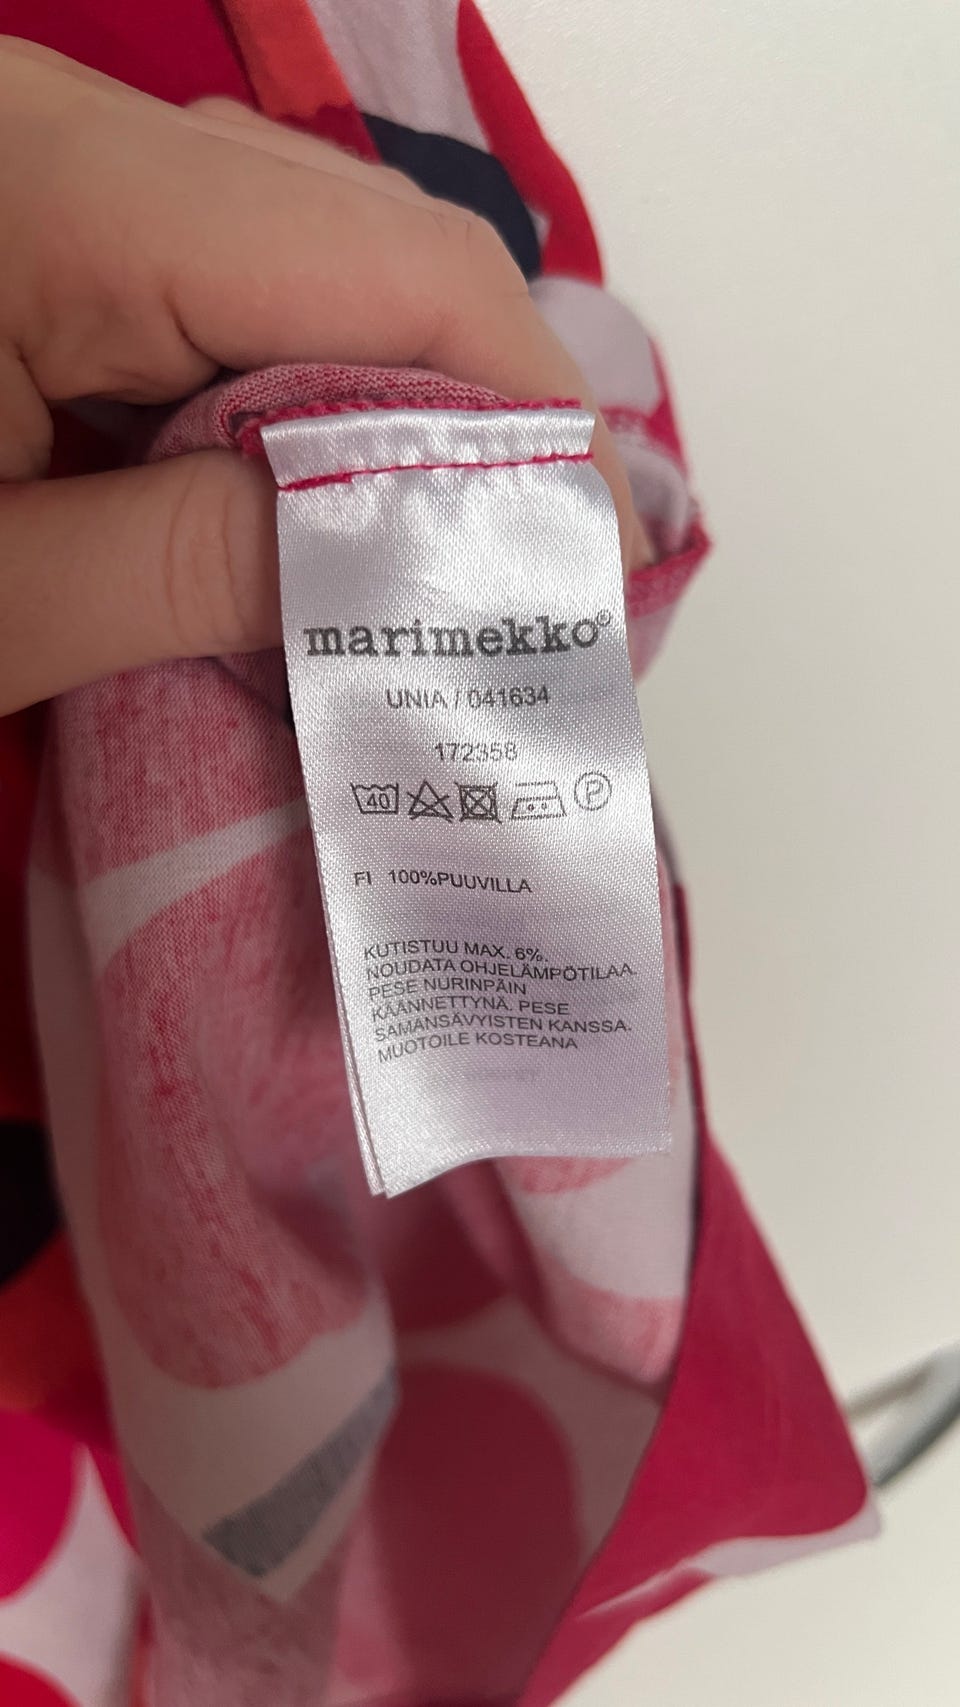 marimekko®
UNIA / 041634
172358
40 P
FI 100%PUUVILLA
KUTISTUU MAX. 6%.
NOUDATA OHJELÄMPÖTILAA.
PESE NURINPÄIN
KÄÄNNETTYNÄ. PESE
SAMANSÄVYISTEN KANSSA.
MUOTOILE KOSTEANA